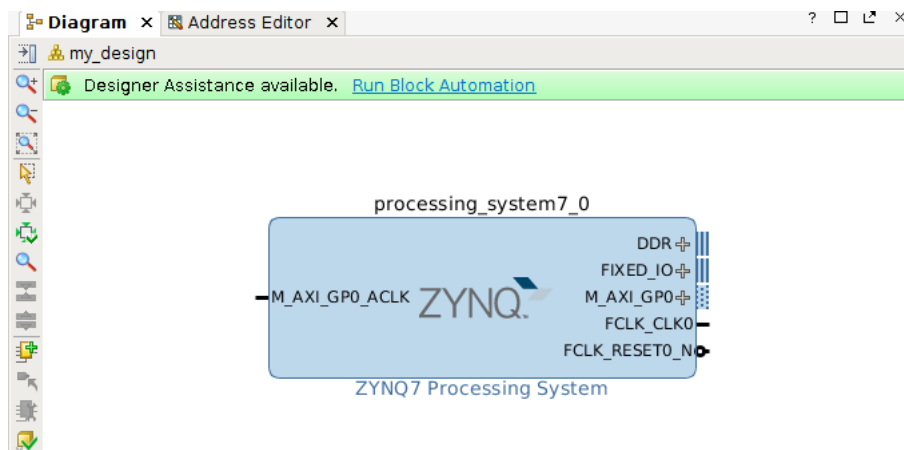 Diagram × Address Editor × ?
my_design
Designer Assistance available. Run Block Automation
processing_system7_0
DDR
FIXED_IO
M_AXI_GP0_ACLK ZYNQ. M_AXI_GP0
FCLK_CLK0
FCLK_RESET0_N
ZYNQ7 Processing System